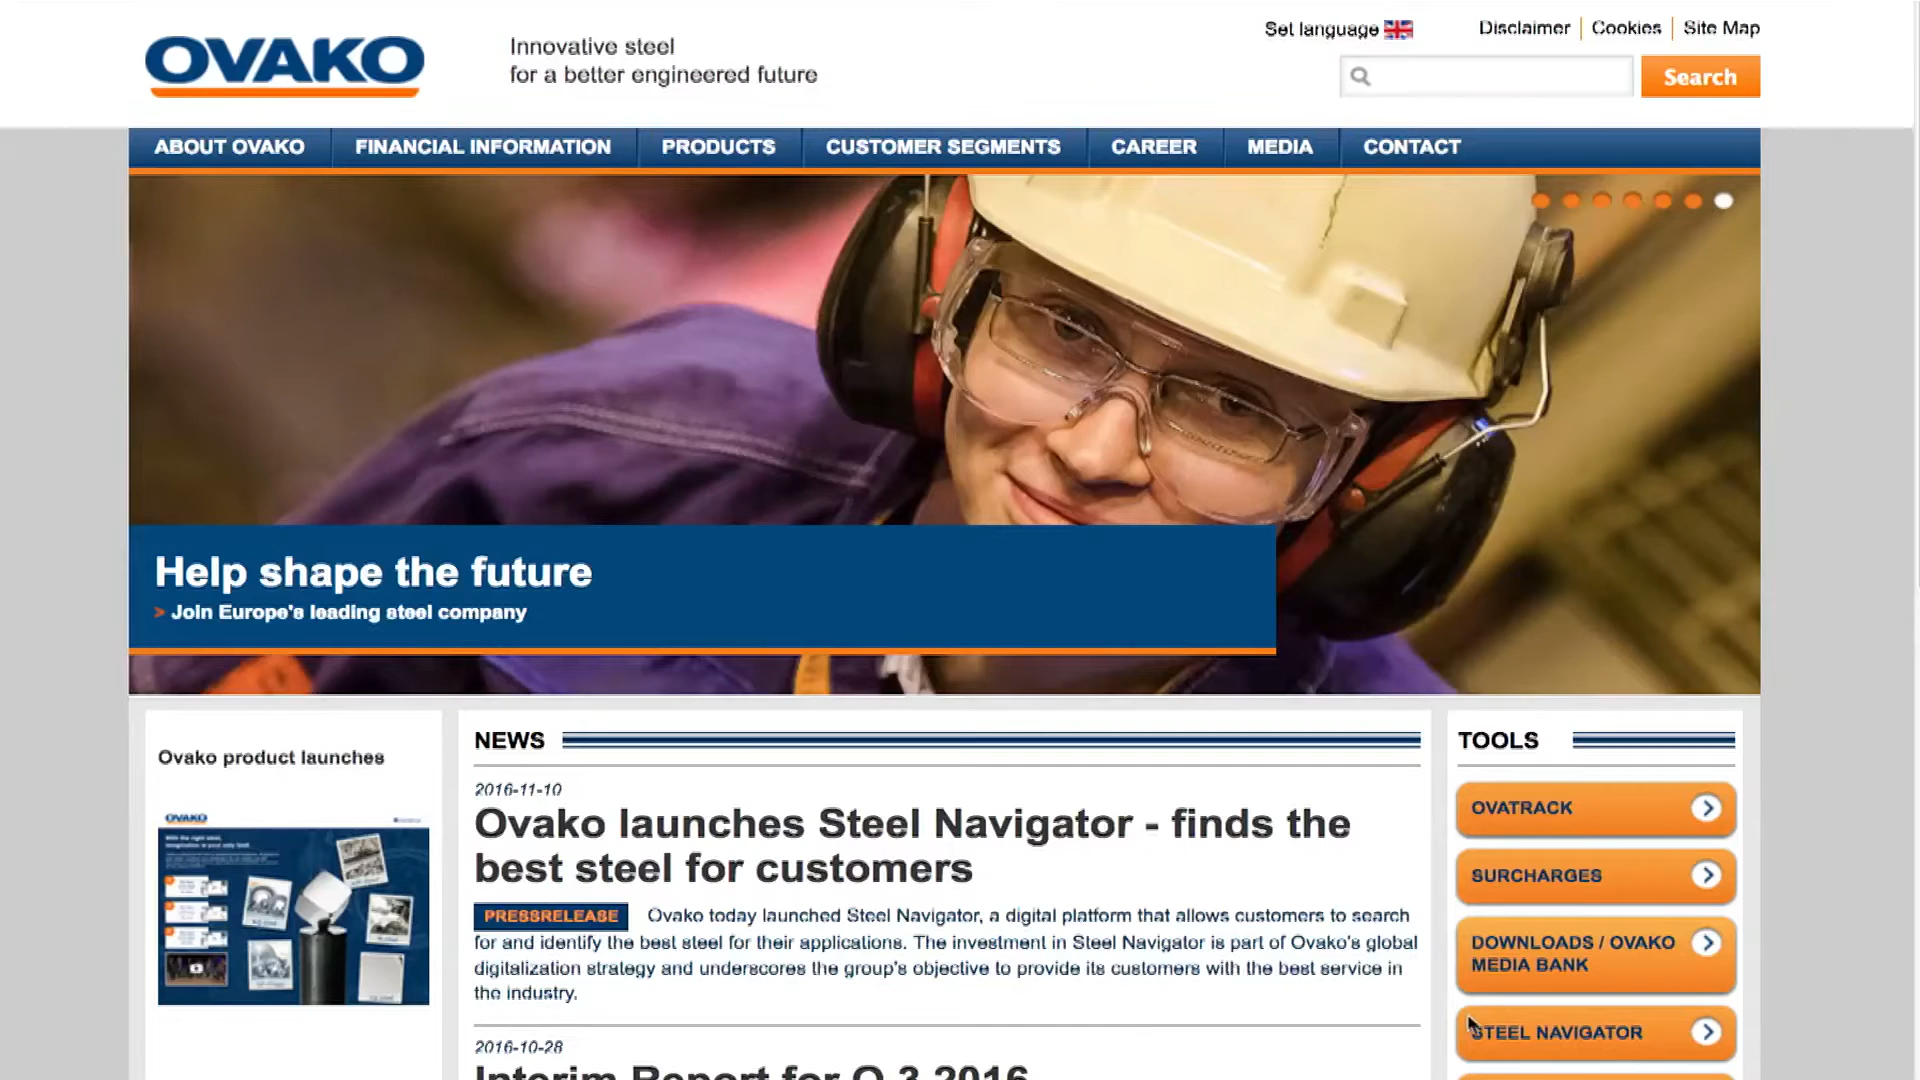 OVAKO
Innovative steel
for a better engineered future
Set language
Disclaimer
Cookies
Site Map
Search
ABOUT OVAKO
FINANCIAL INFORMATION
PRODUCTS
CUSTOMER SEGMENTS
CAREER
MEDIA
CONTACT
Help shape the future
> Join Europe's leading steel company
Ovako product launches
OVAKO
NEWS
2016-11-10
Ovako launches Steel Navigator - finds the
best steel for customers
PRESSRELEASE Ovako today launched Steel Navigator, a digital platform that allows customers to search
for and identify the best steel for their applications. The investment in Steel Navigator is part of Ovako's global
digitalization strategy and underscores the group's objective to provide its customers with the best service in
the industry.
2016-10-28
Interim Report for Q 3 2016
TOOLS
OVATRACK
SURCHARGES
DOWNLOADS / OVAKO
MEDIA BANK
STEEL NAVIGATOR